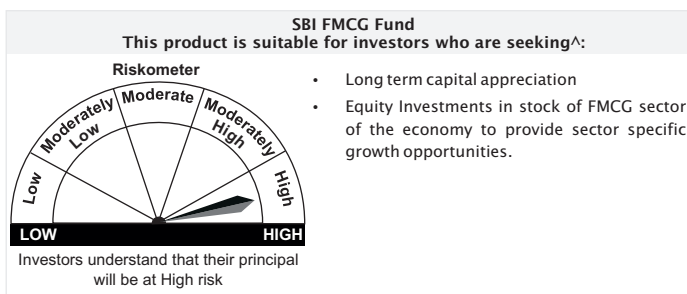 SBI FMCG Fund
This product is suitable for investors who are seeking^:
Riskometer
Low
Moderately Low
Moderate
Moderately High
High
LOW HIGH
Investors understand that their principal
will be at High risk
• Long term capital appreciation
• Equity Investments in stock of FMCG sector
of the economy to provide sector specific
growth opportunities.